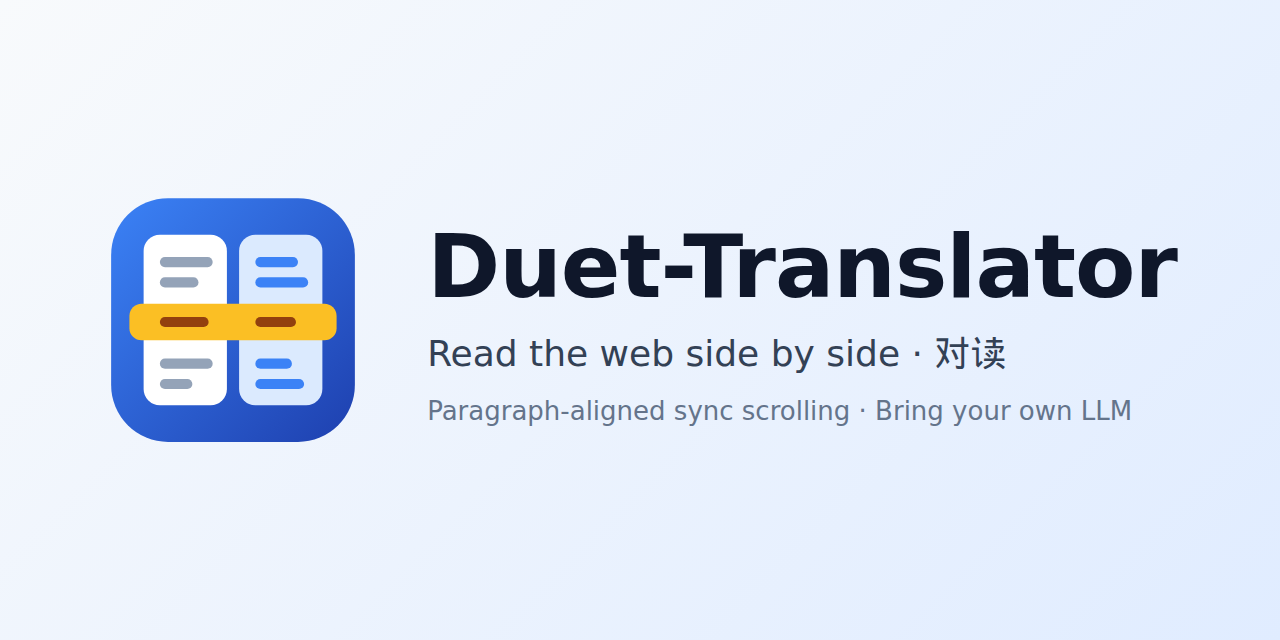 Duet-Translator
Read the web side by side · 对读
Paragraph-aligned sync scrolling · Bring your own LLM